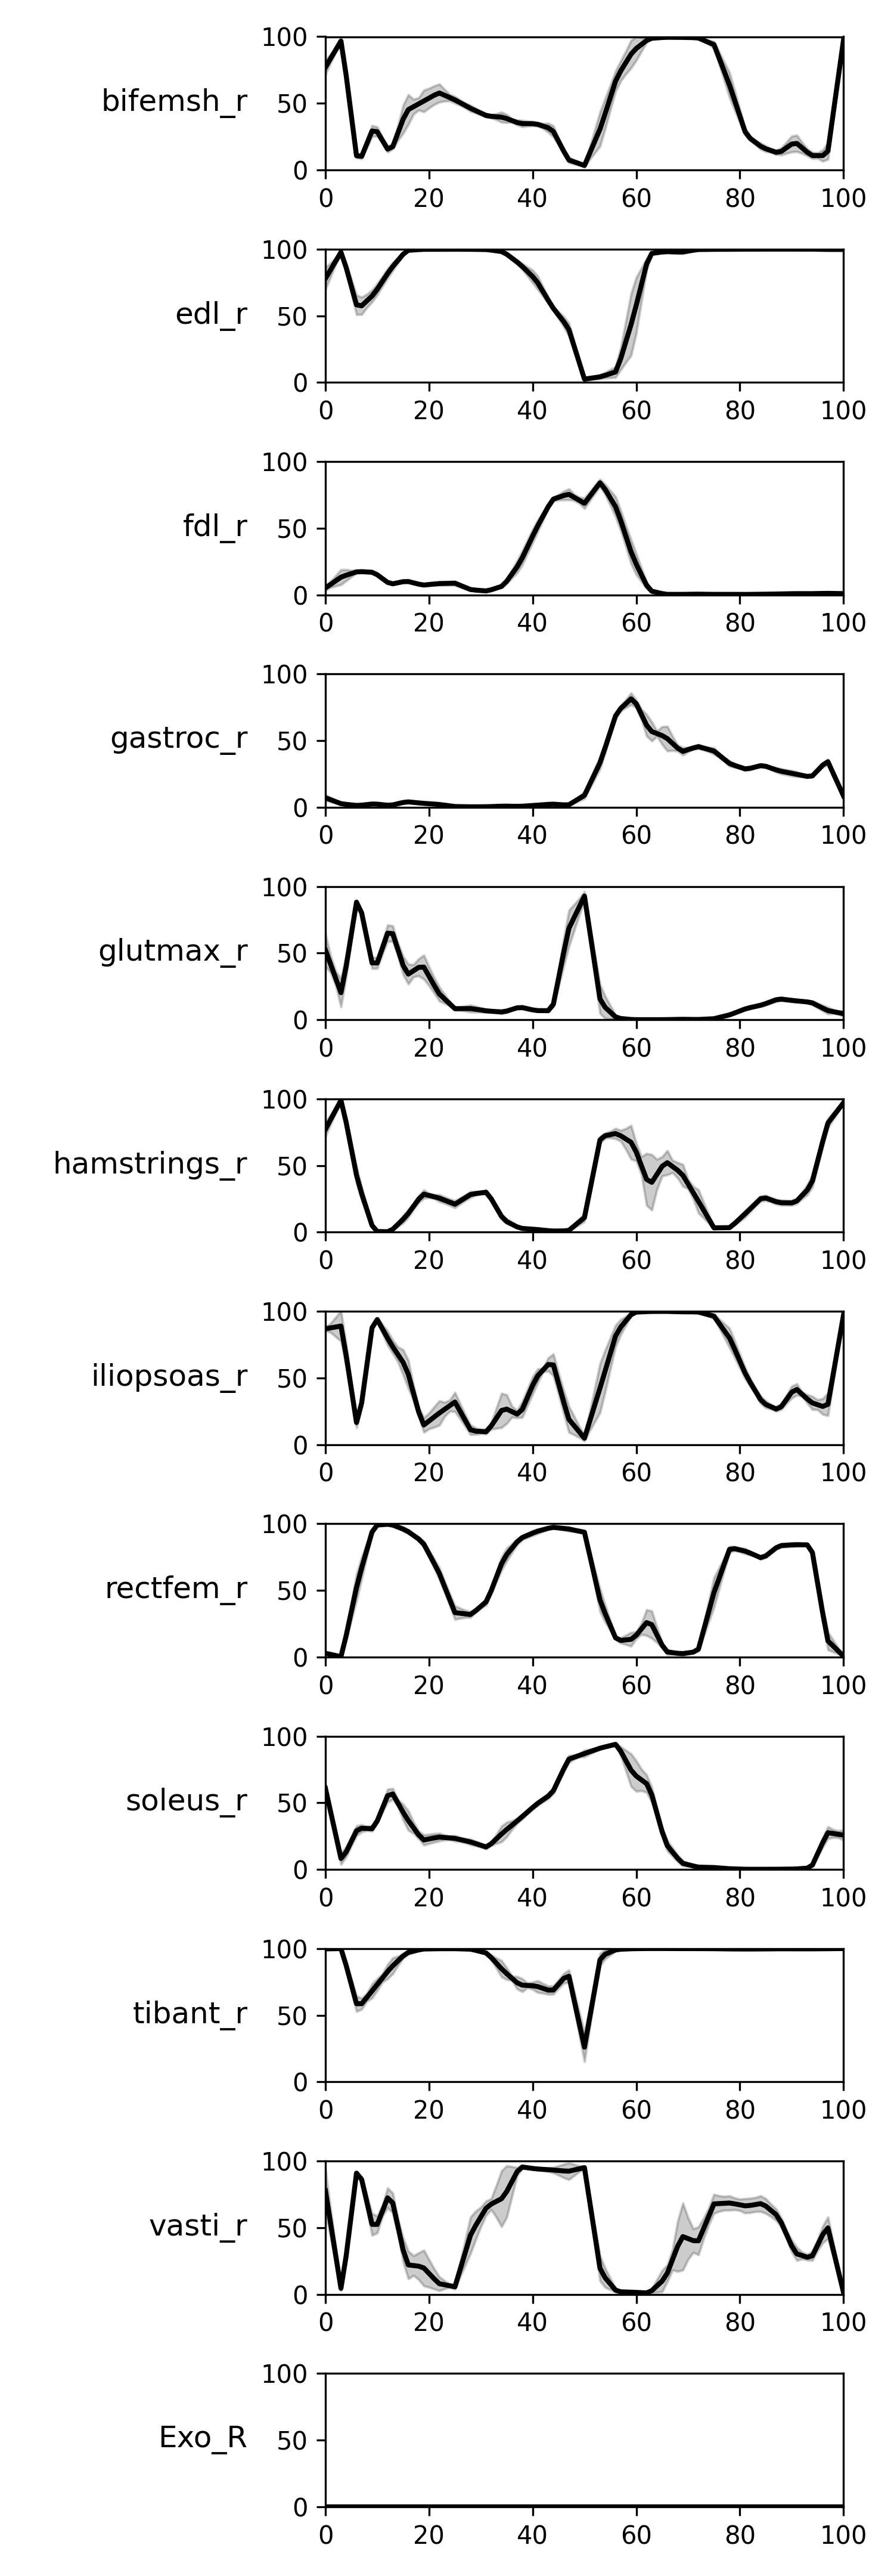 100
bifemsh_r 50
0
0 20 40 60 80 100
100
edl_r 50
0
0 20 40 60 80 100
100
fdl_r 50
0
0 20 40 60 80 100
100
gastroc_r 50
0
0 20 40 60 80 100
100
glutmax_r 50
0
0 20 40 60 80 100
100
hamstrings_r 50
0
0 20 40 60 80 100
100
iliopsoas_r 50
0
0 20 40 60 80 100
100
rectfem_r 50
0
0 20 40 60 80 100
100
soleus_r 50
0
0 20 40 60 80 100
100
tibant_r 50
0
0 20 40 60 80 100
100
vasti_r 50
0
0 20 40 60 80 100
100
Exo_R 50
0
0 20 40 60 80 100